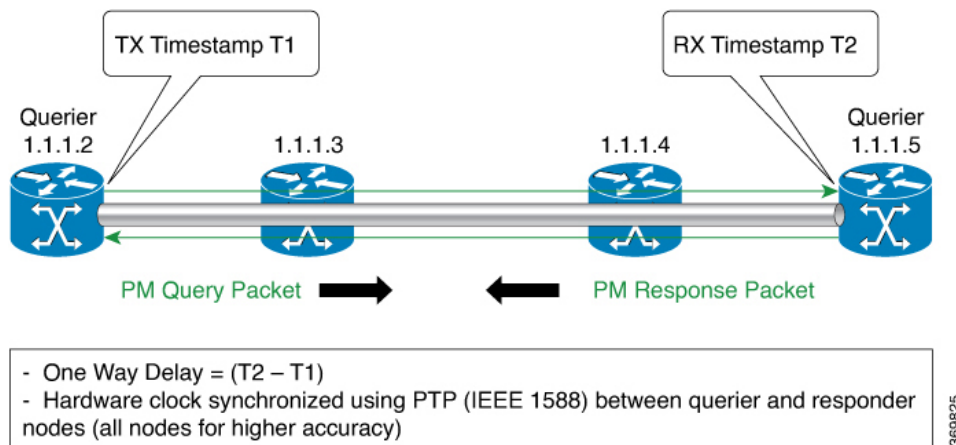 TX Timestamp T1
RX Timestamp T2
Querier
1.1.1.2
1.1.1.3
1.1.1.4
Querier
1.1.1.5
PM Query Packet
PM Response Packet
- One Way Delay = (T2 – T1)
- Hardware clock synchronized using PTP (IEEE 1588) between querier and responder
nodes (all nodes for higher accuracy)
369825